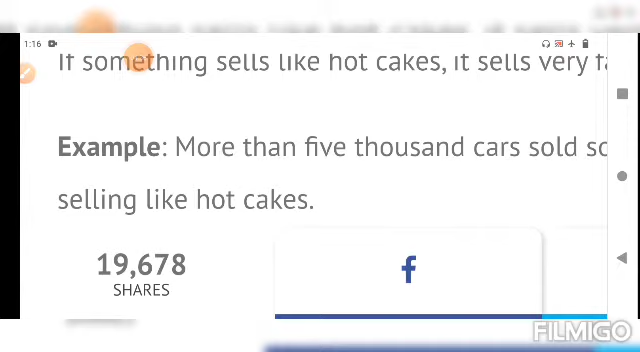 1:16
If something sells like hot cakes, it sells very fa
Example: More than five thousand cars sold so
selling like hot cakes.
19,678
SHARES
f
FILMIGO